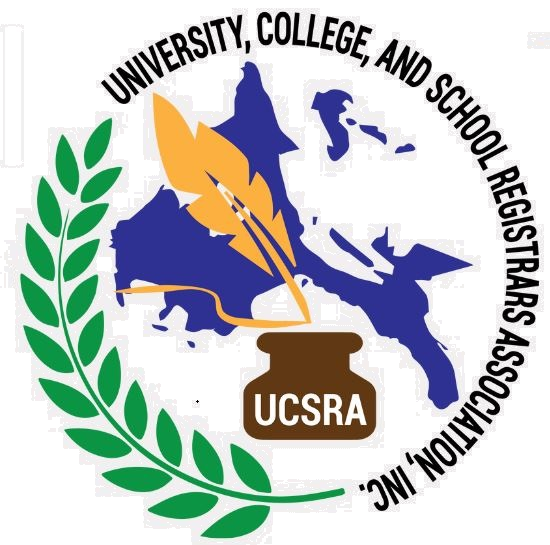 UNIVERSITY, COLLEGE, AND SCHOOL REGISTRARS ASSOCIATION, INC.
UCSRA